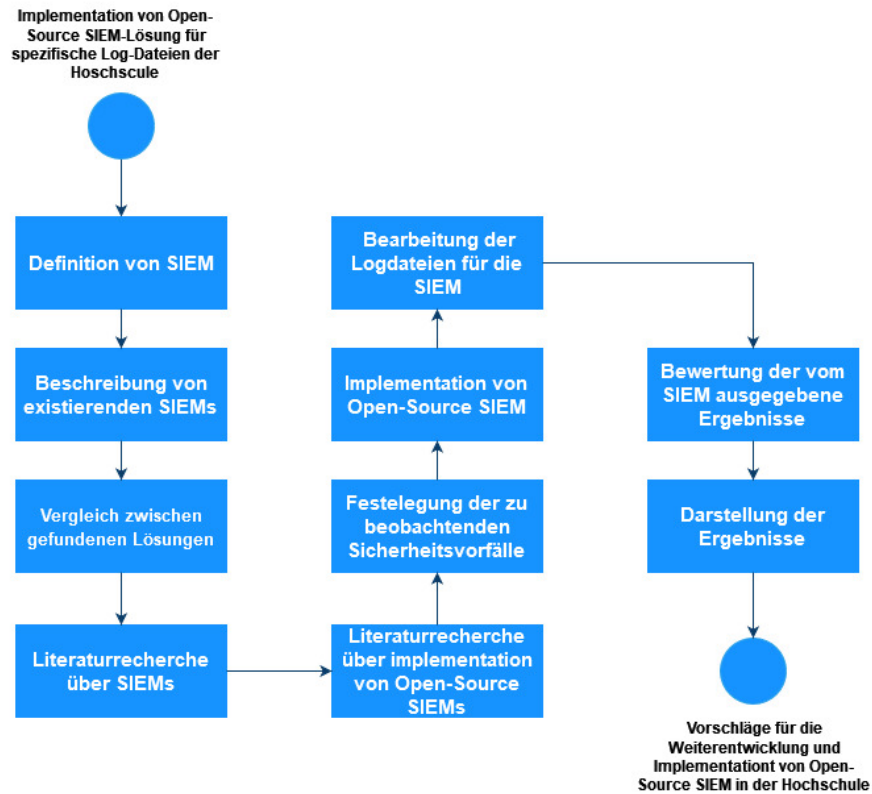 Implementation von Open-
Source SIEM-Lösung für
spezifische Log-Dateien der
Hoschscule
Definition von SIEM
Beschreibung von
existierenden SIEMs
Vergleich zwischen
gefundenen Lösungen
Literaturrecherche
über SIEMs
Literaturrecherche
über implementation
von Open-Source
SIEMs
Festelegung der zu
beobachtenden
Sicherheitsvorfälle
Implementation von
Open-Source SIEM
Bearbeitung der
Logdateien für die
SIEM
Bewertung der vom
SIEM ausgegebene
Ergebnisse
Darstellung der
Ergebnisse
Vorschläge für die
Weiterentwicklung und
Implementationt von Open-
Source SIEM in der Hochschule